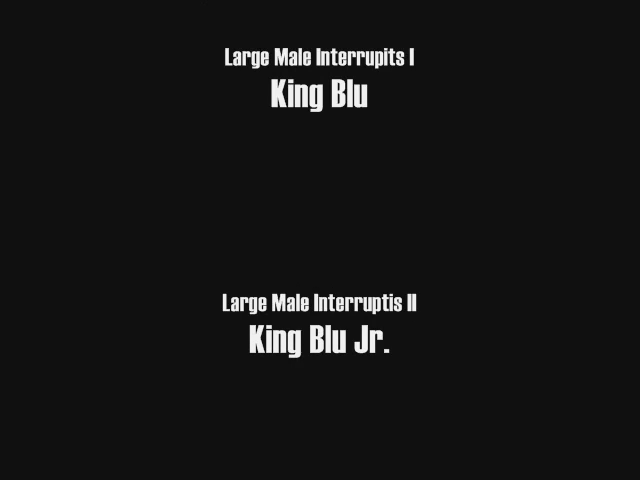 Large Male Interrupits I
King Blu
Large Male Interruptis II
King Blu Jr.